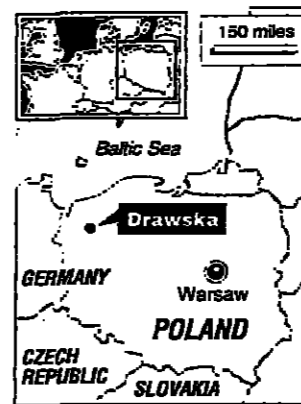 150 miles
Baltic Sea
Drawska
GERMANY
Warsaw
POLAND
CZECH
REPUBLIC
SLOVAKIA